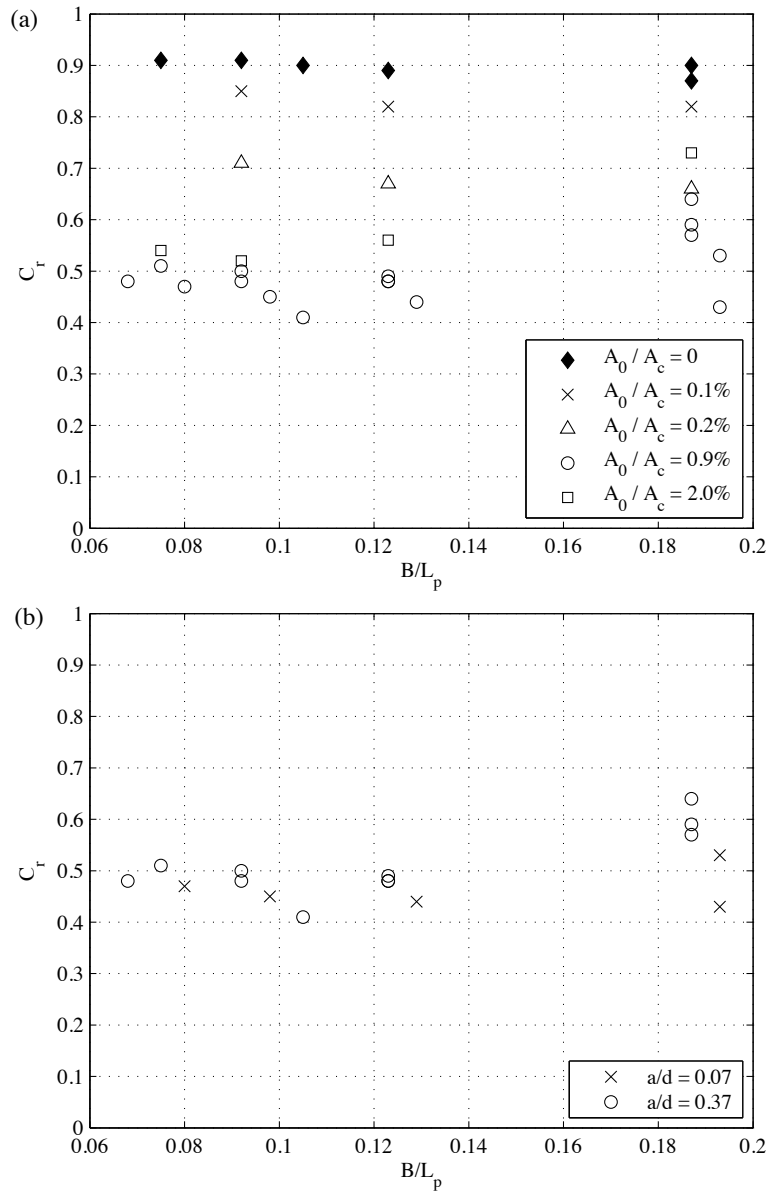 (a)
1
0.9
0.8
0.7
0.6
0.5
0.4
0.3
0.2
0.1
0
C_r
0.06 0.08 0.1 0.12 0.14 0.16 0.18 0.2
B/L_p
A_0 / A_c = 0
A_0 / A_c = 0.1%
A_0 / A_c = 0.2%
A_0 / A_c = 0.9%
A_0 / A_c = 2.0%
(b)
1
0.9
0.8
0.7
0.6
0.5
0.4
0.3
0.2
0.1
0
C_r
0.06 0.08 0.1 0.12 0.14 0.16 0.18 0.2
B/L_p
a/d = 0.07
a/d = 0.37